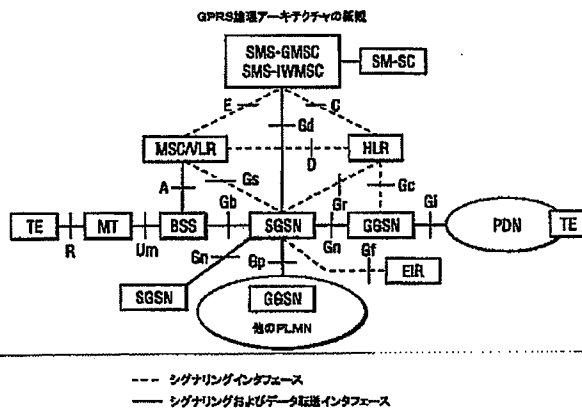 GPRS論理アーキテクチャの新観
SMS-GMSC
SMS-IWMSC
SM-SC
E
C
Gd
MSC/VLR
HLR
D
A
Gs
Gr
Gc
Gb
Gi
TE
MT
BSS
SGSN
GGSN
PDN
TE
R
Um
Gn
Gp
Gn
Gf
EIR
SGSN
GGSN
他のPLMN
シグナリングインタフェース
シグナリングおよびデータ転送インタフェース